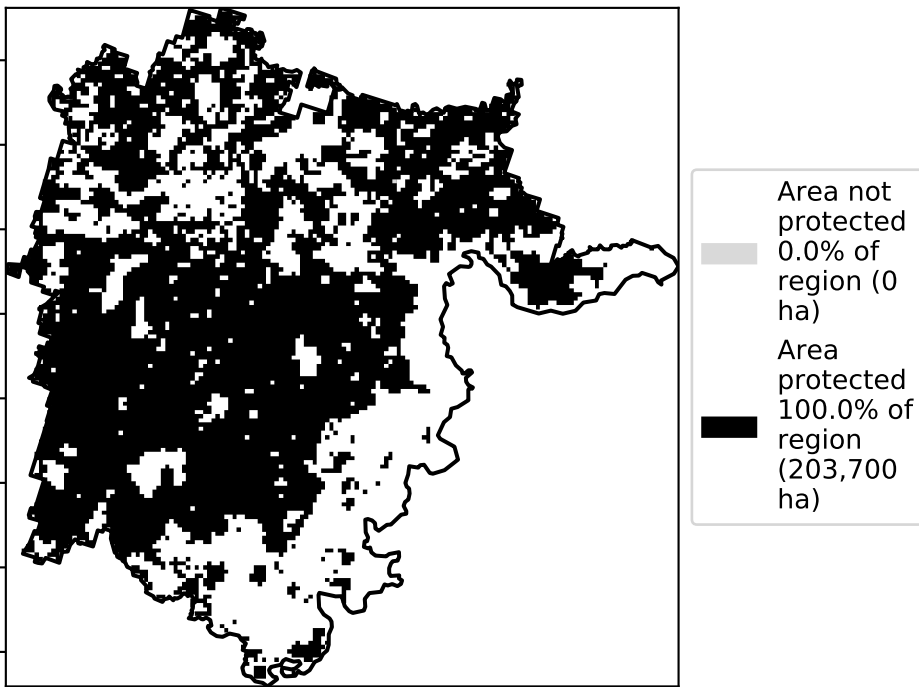 Area not
protected
0.0% of
region (0
ha)
Area
protected
100.0% of
region
(203,700
ha)